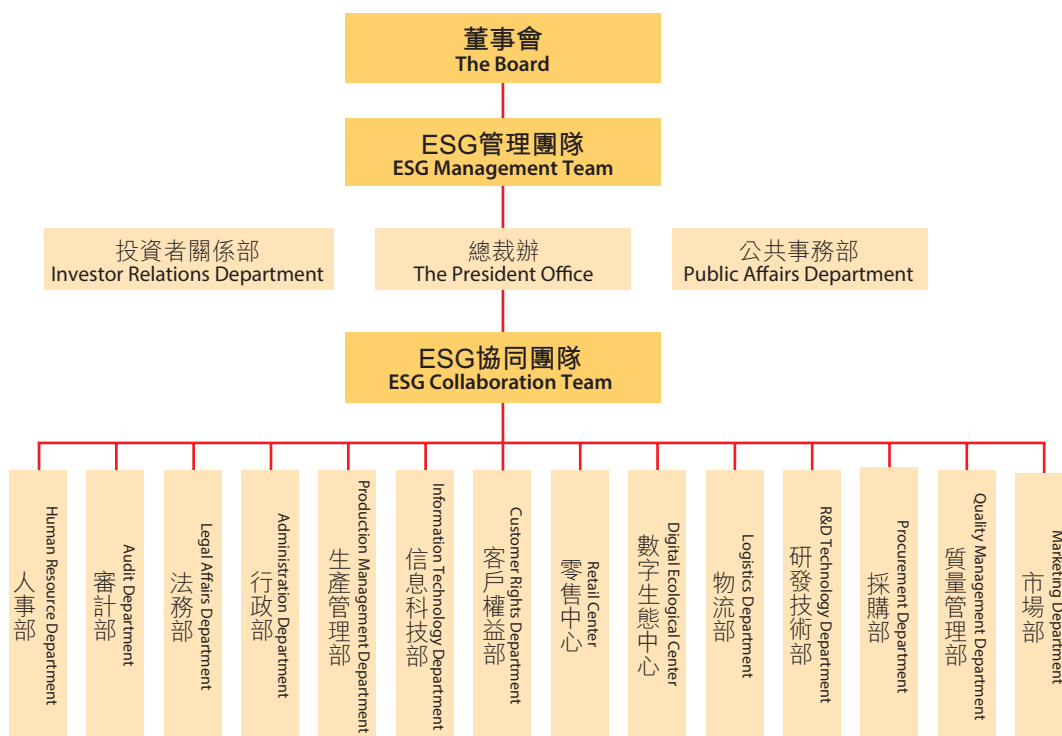 董事會
The Board
ESG管理團隊
ESG Management Team
投資者關係部
Investor Relations Department
總裁辦
The President Office
公共事務部
Public Affairs Department
ESG協同團隊
ESG Collaboration Team
人事部
Human Resource Department
審計部
Audit Department
法務部
Legal Affairs Department
行政部
Administration Department
生產管理部
Production Management Department
信息科技部
Information Technology Department
客戶權益部
Customer Rights Department
零售中心
Retail Center
數字生態中心
Digital Ecological Center
物流部
Logistics Department
研發技術部
R&D Technology Department
採購部
Procurement Department
質量管理部
Quality Management Department
市場部
Marketing Department